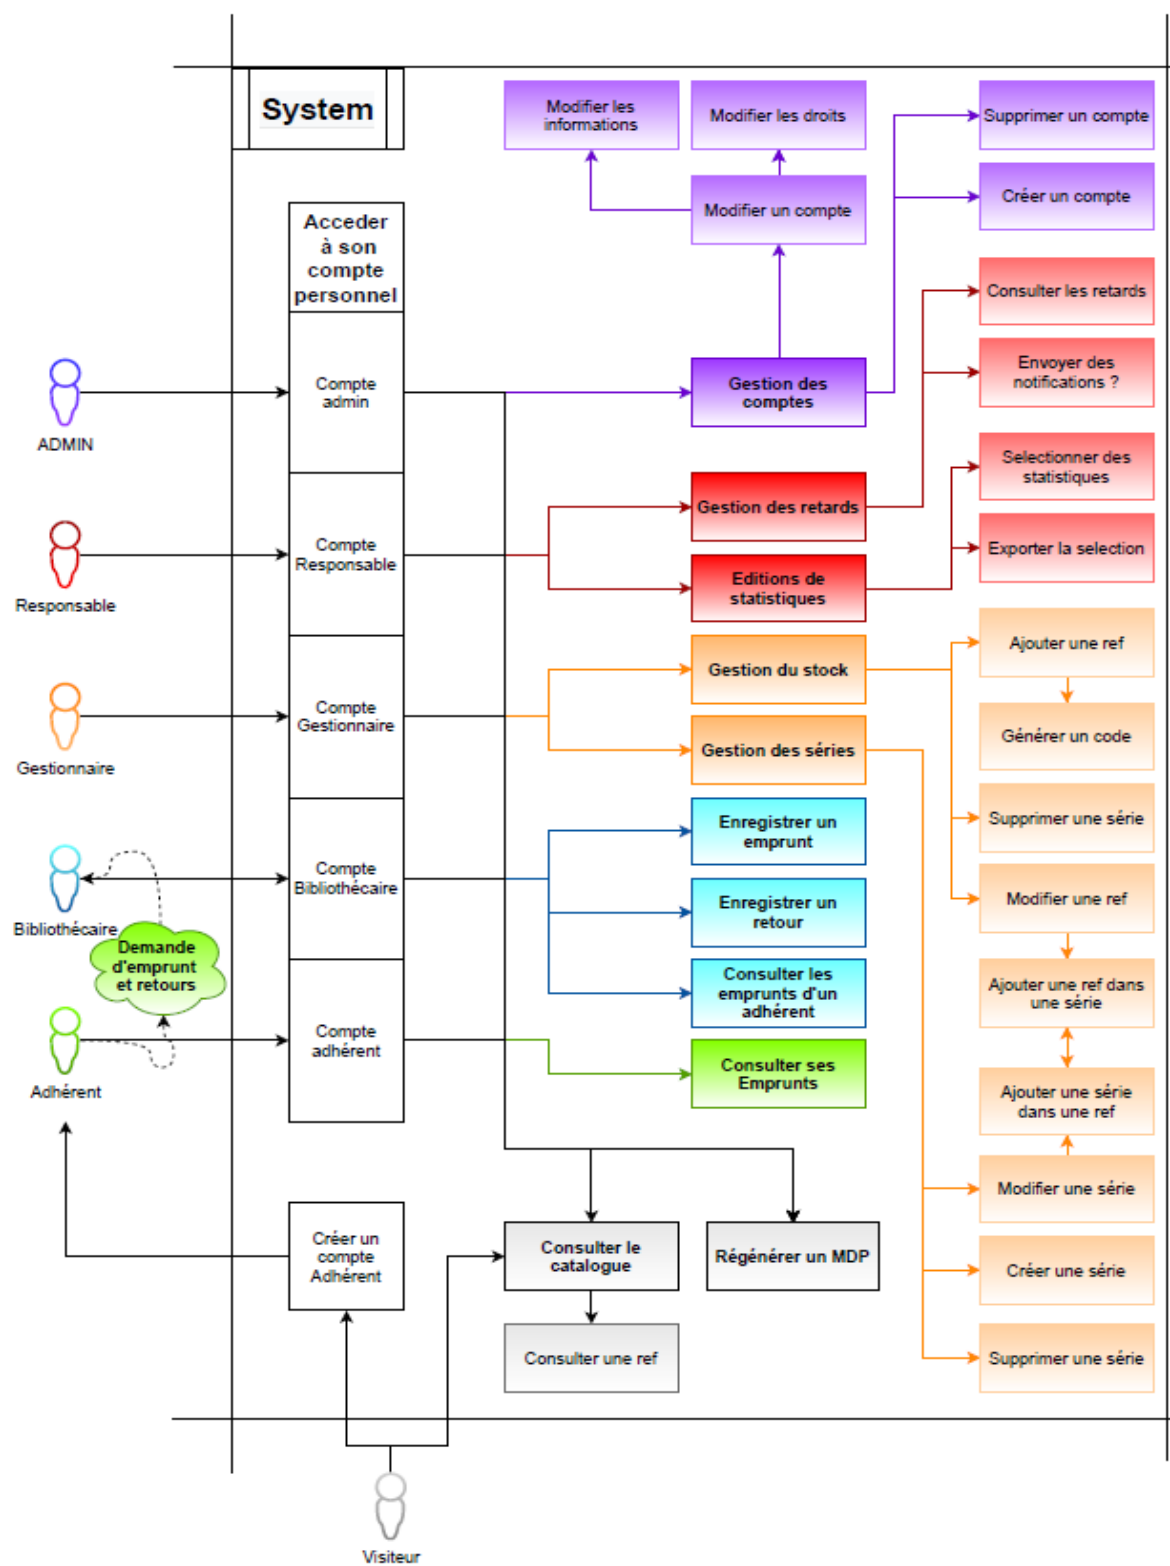 System
Modifier les
informations
Modifier les droits
Supprimer un compte
Modifier un compte
Créer un compte
Acceder
à son
compte
personnel
Consulter les retards
Envoyer des
notifications ?
Compte
admin
Gestion des
comptes
ADMIN
Selectionner des
statistiques
Gestion des retards
Exporter la selection
Compte
Responsable
Editions de
statistiques
Responsable
Ajouter une ref
Gestion du stock
Compte
Gestionnaire
Générer un code
Gestion des séries
Gestionnaire
Enregistrer un
emprunt
Supprimer une série
Compte
Bibliothécaire
Modifier une ref
Enregistrer un
retour
Bibliothécaire
Demande
d'emprunt
et retours
Consulter les
emprunts d'un
adhérent
Ajouter une ref dans
une série
Compte
adhérent
Consulter ses
Emprunts
Adhérent
Ajouter une série
dans une ref
Modifier une série
Créer un
compte
Adhérent
Consulter le
catalogue
Régénérer un MDP
Créer une série
Consulter une ref
Supprimer une série
Visiteur